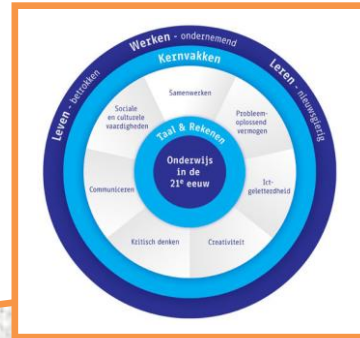 Leven - betrokken
Werken - ondernemend
Leren - nieuwsgierig
Kernvakken
Samenwerken
Sociale
en culturele
vaardigheden
Probleem-
oplossend
vermogen
Taal & Rekenen
Onderwijs
in de
21e eeuw
Communiceren
Ict-
geletterdheid
Kritisch denken
Creativiteit